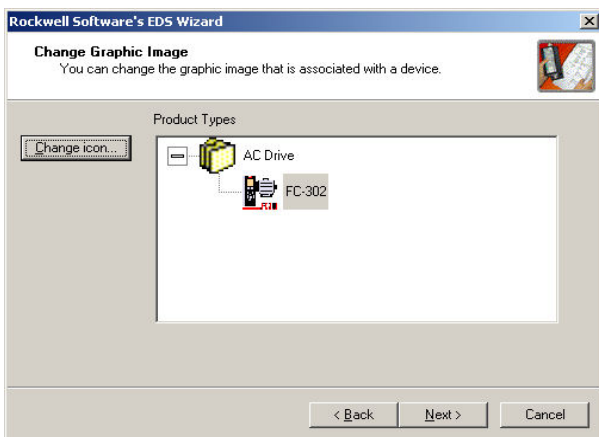 Rockwell Software's EDS Wizard
Change Graphic Image
You can change the graphic image that is associated with a device.
Product Types
Change icon...
AC Drive
FC-302
< Back
Next >
Cancel